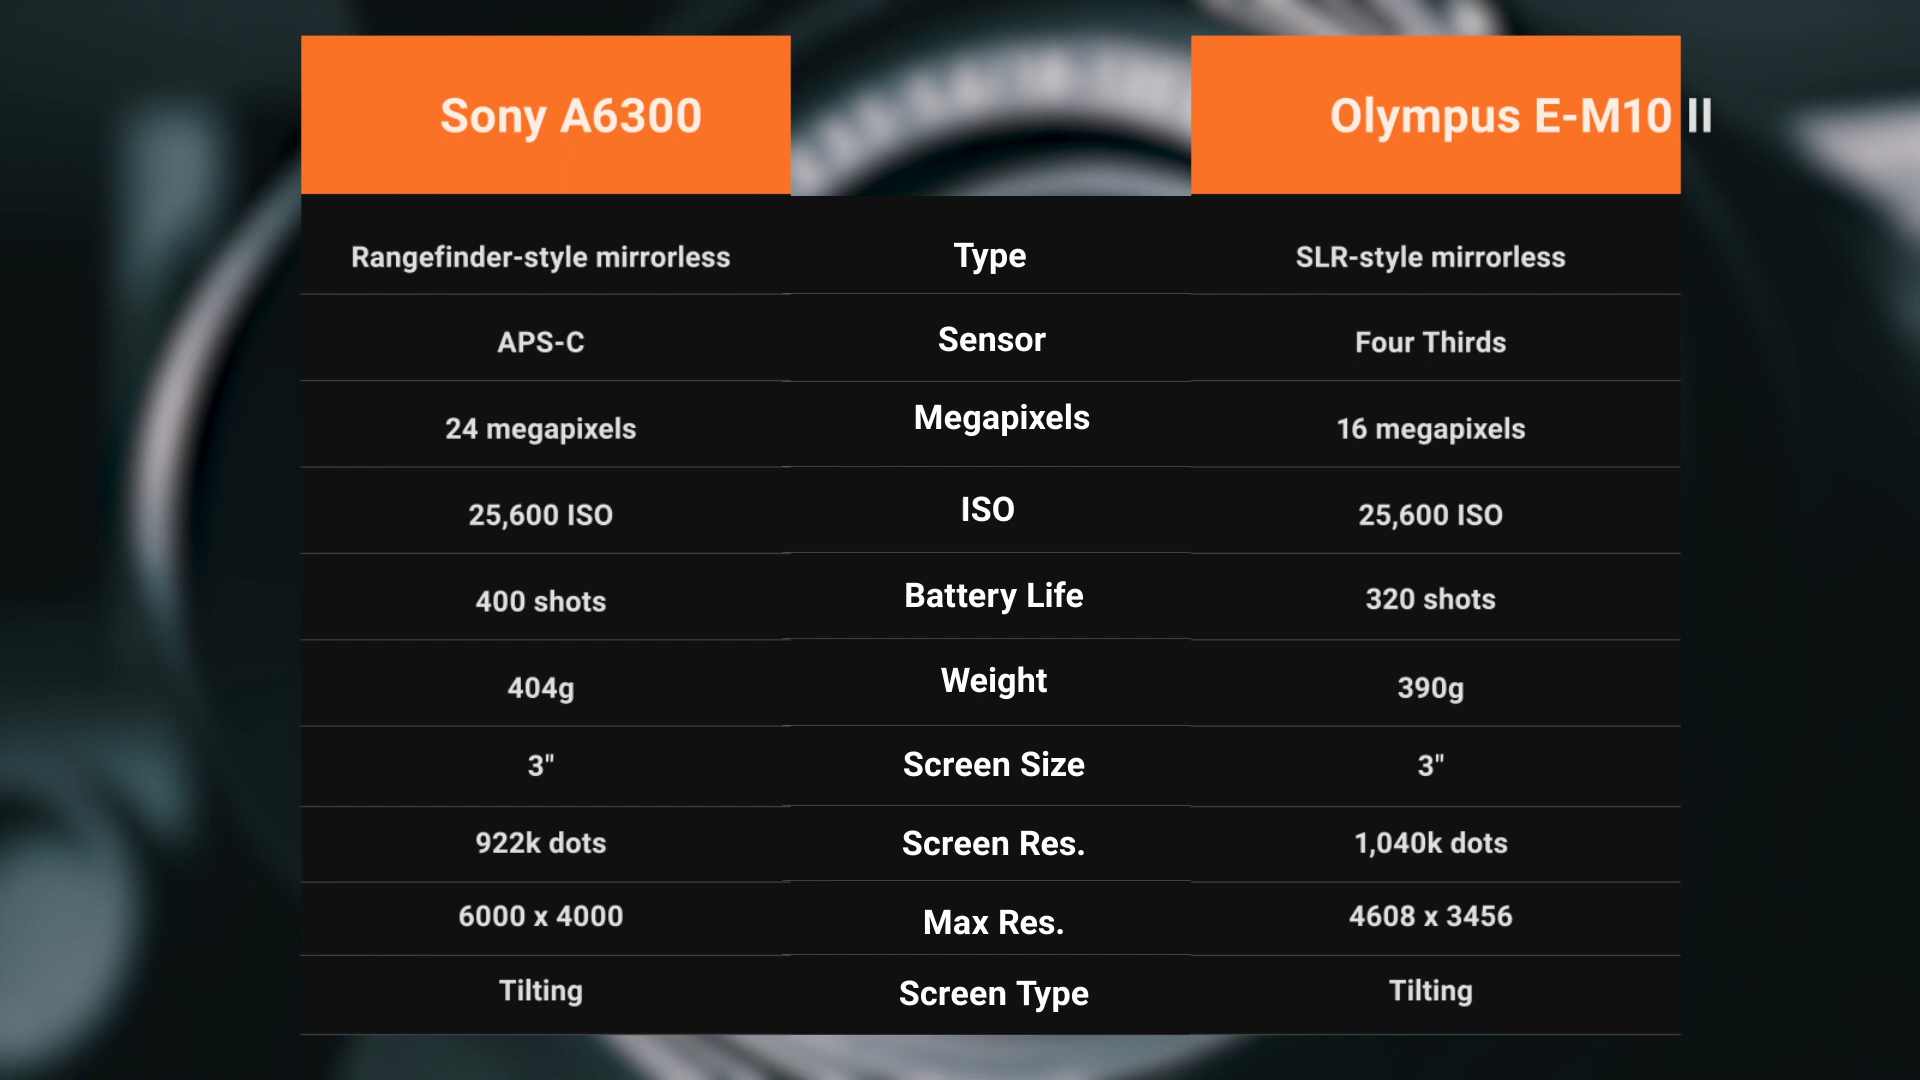 Sony A6300
Olympus E-M10 II
Rangefinder-style mirrorless Type SLR-style mirrorless
APS-C Sensor Four Thirds
24 megapixels Megapixels 16 megapixels
25,600 ISO ISO 25,600 ISO
400 shots Battery Life 320 shots
404g Weight 390g
3" Screen Size 3"
922k dots Screen Res. 1,040k dots
6000 x 4000 Max Res. 4608 x 3456
Tilting Screen Type Tilting